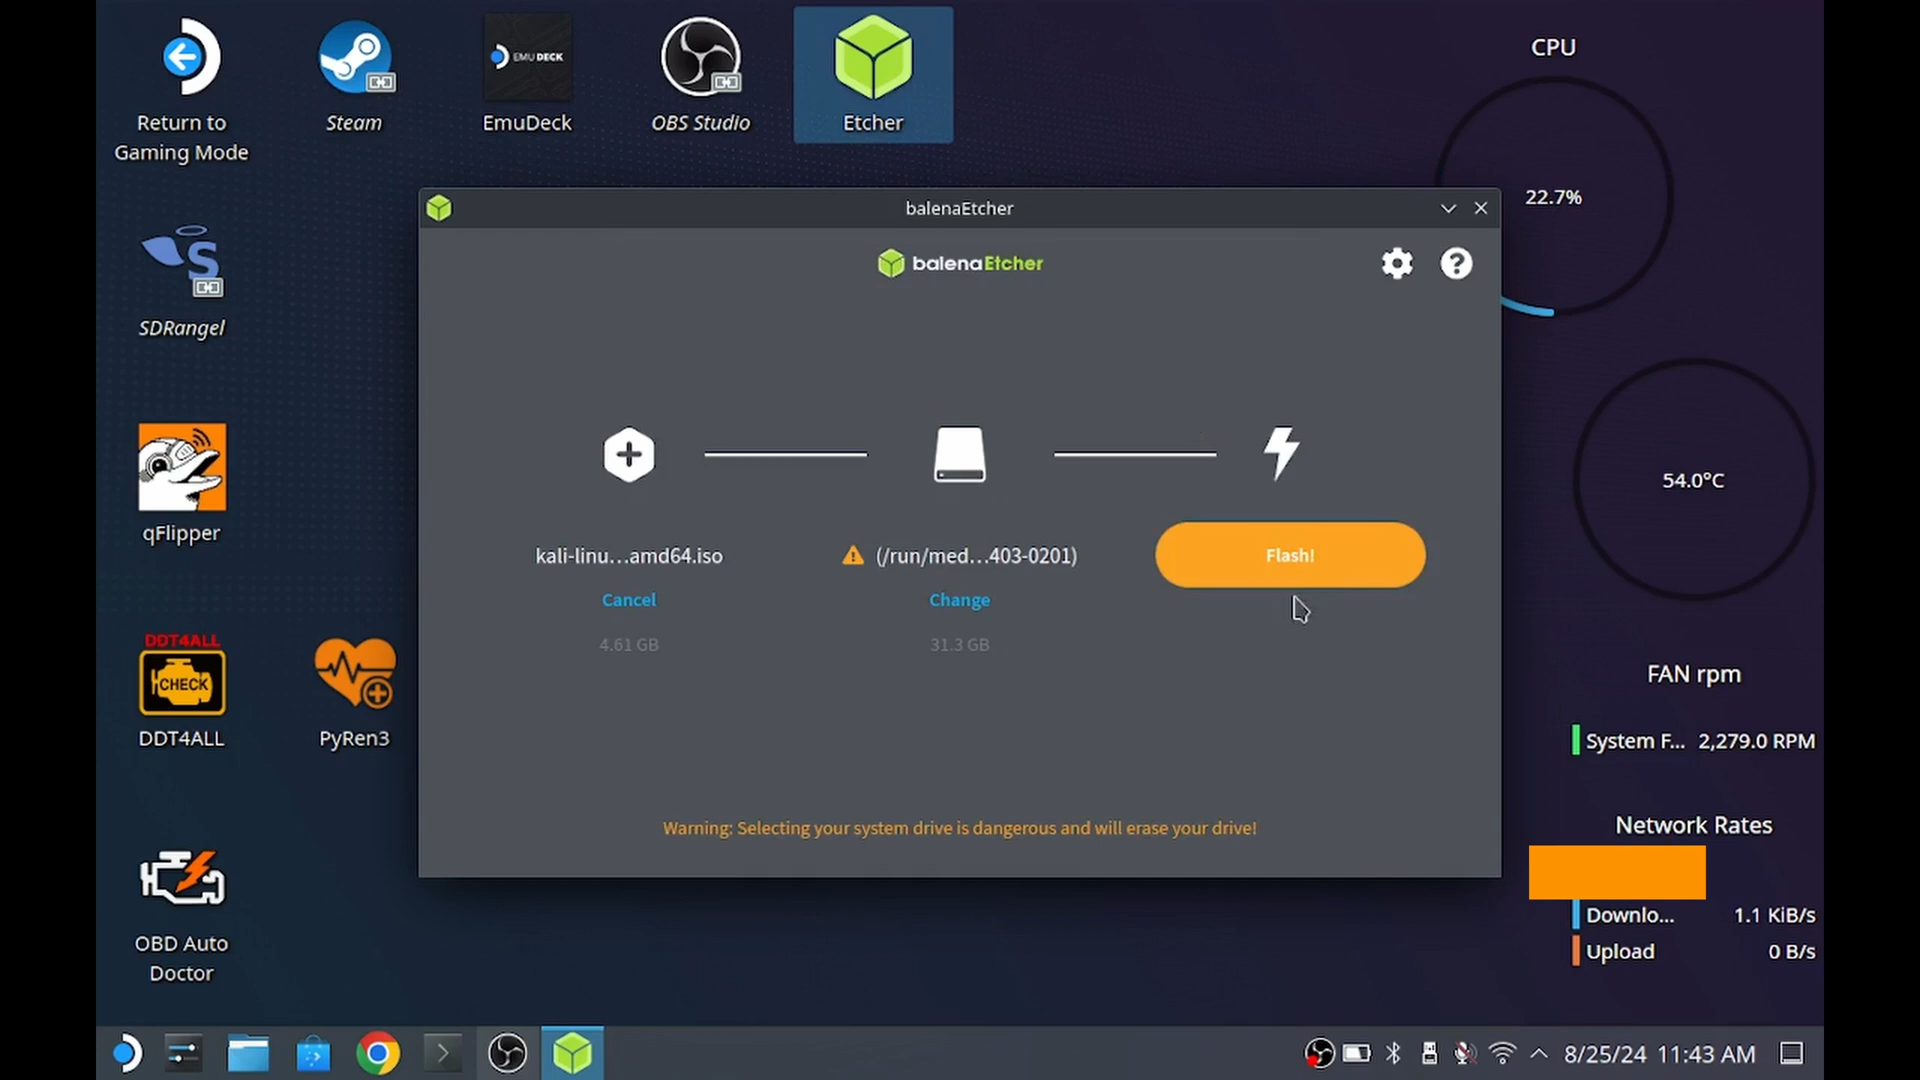 Return to
Gaming Mode
Steam
EMUDECK
EmuDeck
OBS Studio
Etcher
CPU
22.7%
balenaEtcher
balenaEtcher
SDRangel
kali-linu...amd64.iso
(/run/med...403-0201)
Flash!
Cancel
Change
4.61 GB
31.3 GB
54.0°C
qFlipper
DDT4ALL
CHECK
DDT4ALL
PyRen3
FAN rpm
System F... 2,279.0 RPM
Warning: Selecting your system drive is dangerous and will erase your drive!
Network Rates
Downlo... 1.1 KiB/s
Upload 0 B/s
OBD Auto
Doctor
8/25/24 11:43 AM